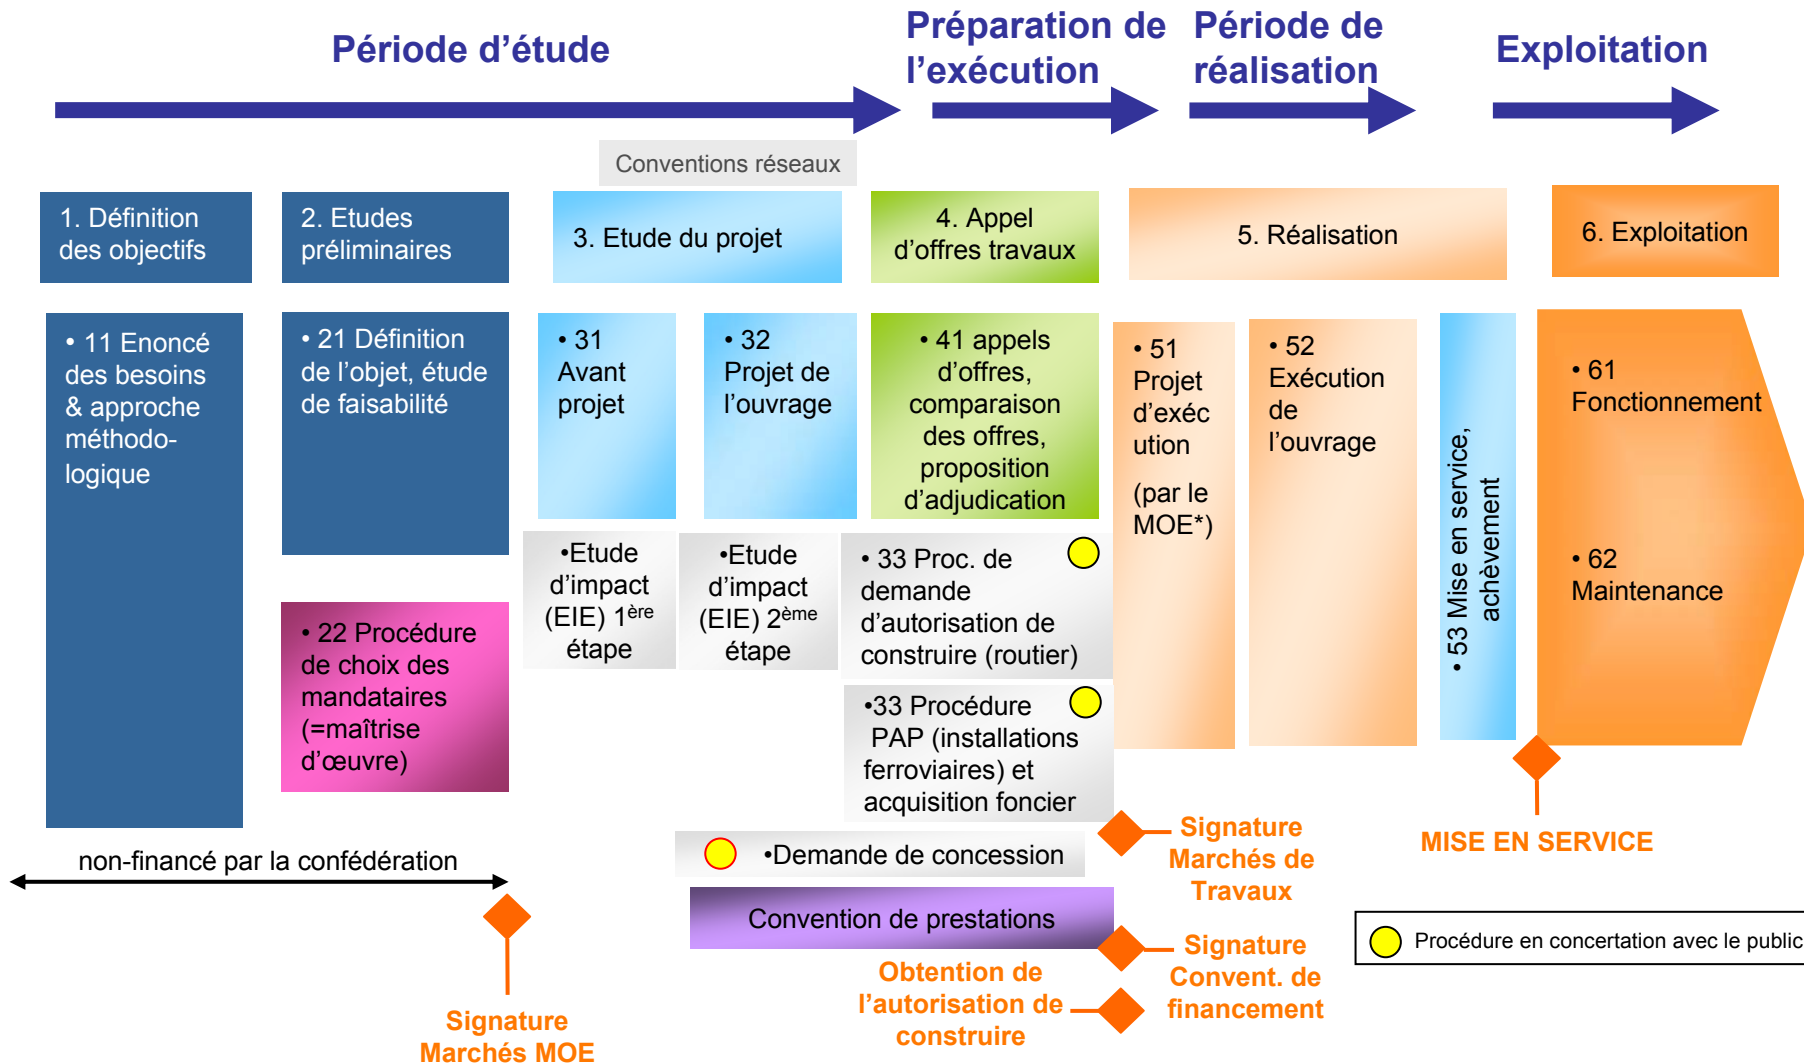 Période d’étude
Préparation de
l’exécution
Période de
réalisation
Exploitation
Conventions réseaux
1. Définition
des objectifs
2. Etudes
préliminaires
3. Etude du projet
4. Appel
d’offres travaux
5. Réalisation
6. Exploitation
• 11 Enoncé
des besoins
& approche
méthodo-
logique
• 21 Définition
de l’objet, étude
de faisabilité
• 22 Procédure
de choix des
mandataires
(=maîtrise
d’œuvre)
• 31
Avant
projet
• 32
Projet de
l’ouvrage
• 41 appels
d’offres,
comparaison
des offres,
proposition
d’adjudication
•Etude
d’impact
(EIE) 1ère
étape
•Etude
d’impact
(EIE) 2ème
étape
• 33 Proc. de
demande
d’autorisation de
construire (routier)
•33 Procédure
PAP (installations
ferroviaires) et
acquisition foncier
•Demande de concession
Convention de prestations
• 51
Projet
d’exéc
ution
(par le
MOE*)
• 52
Exécution
de
l’ouvrage
• 53 Mise en service,
achèvement
• 61
Fonctionnement
• 62
Maintenance
non-financé par la confédération
Signature
Marchés MOE
Signature
Marchés de
Travaux
Signature
Convent. de
financement
Obtention de
l’autorisation de
construire
MISE EN SERVICE
Procédure en concertation avec le public